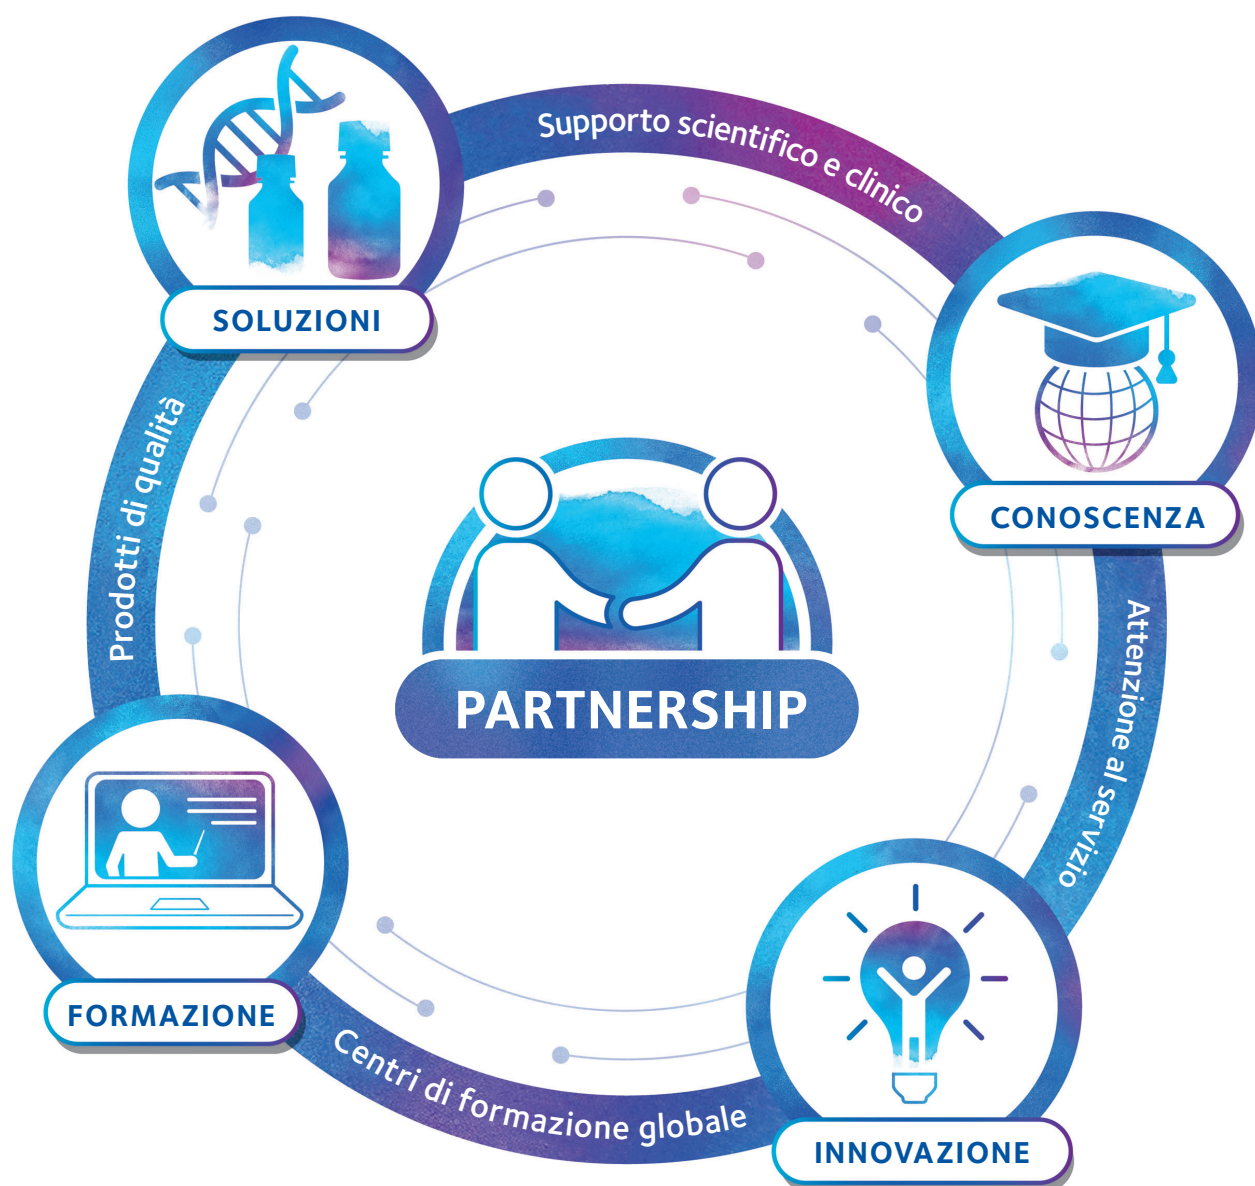 Supporto scientifico e clinico
SOLUZIONI
CONOSCENZA
Prodotti di qualità
Attenzione al servizio
PARTNERSHIP
FORMAZIONE
Centri di formazione globale
INNOVAZIONE